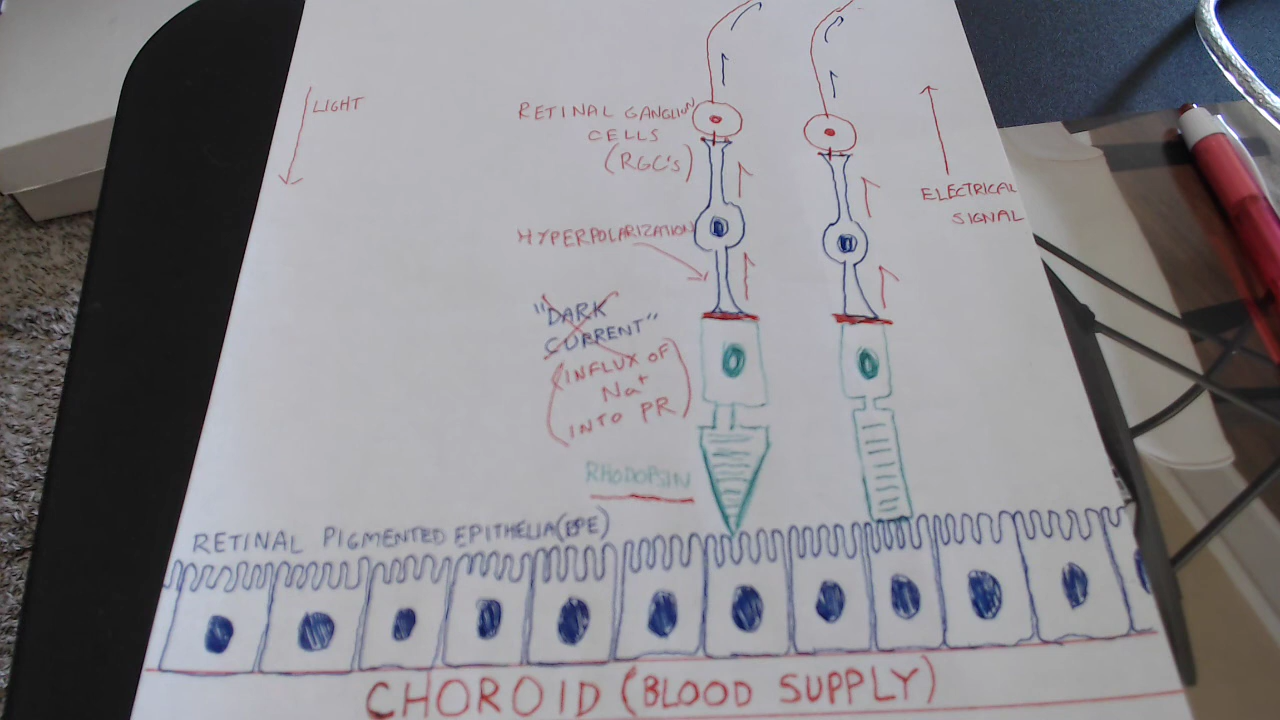 LIGHT
RETINAL GANGLION
CELLS
(RGC's)
ELECTRICAL
SIGNAL
HYPERPOLARIZATION
"DARK
CURRENT"
(INFLUX OF
Na+
INTO PR)
RHODOPSIN
RETINAL PIGMENTED EPITHELIA (RPE)
CHOROID (BLOOD SUPPLY)